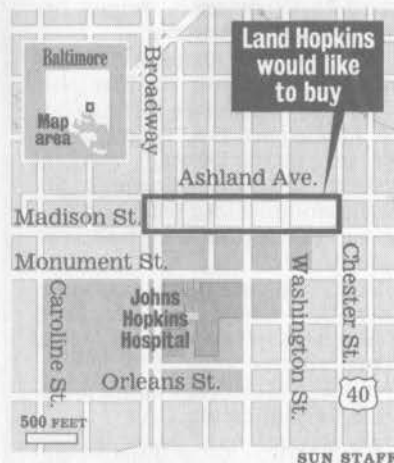 Baltimore
Map
area
Broadway
Land Hopkins
would like
to buy
Ashland Ave.
Madison St.
Monument St.
Caroline St.
Johns
Hopkins
Hospital
Washington St.
Chester St.
Orleans St.
40
500 FEET
SUN STAFF